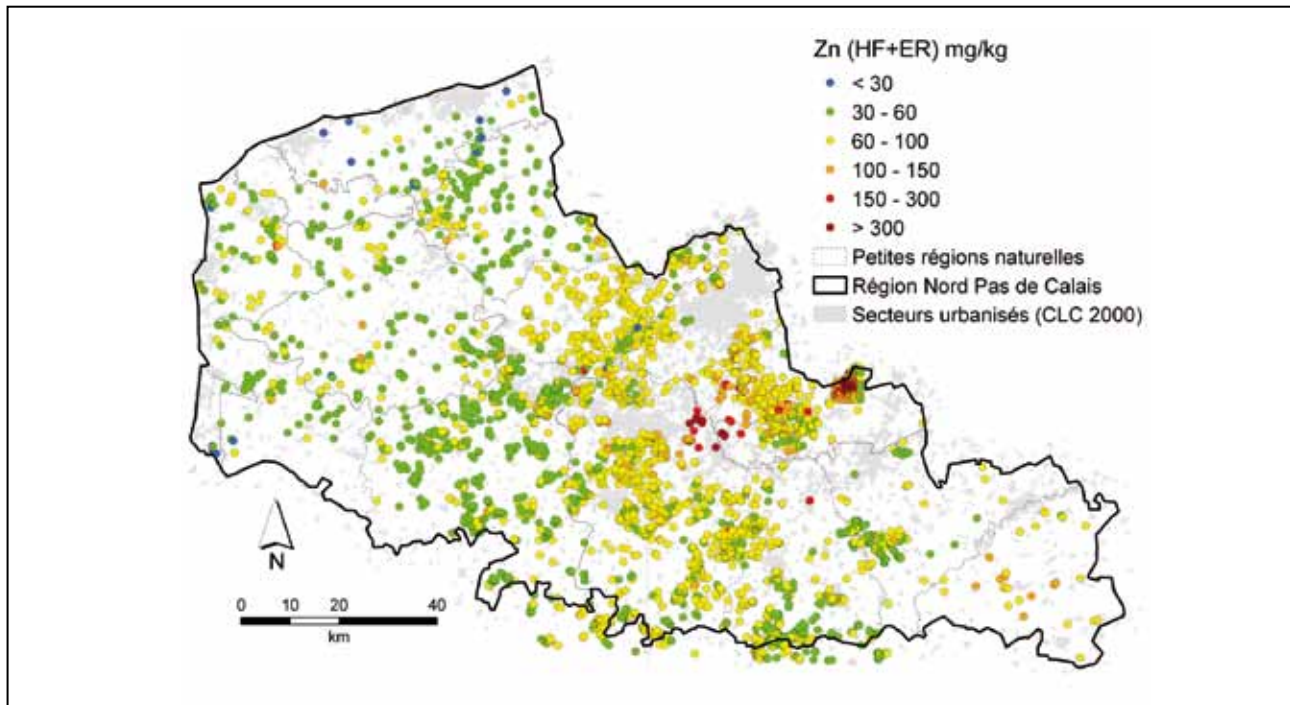 Zn (HF+ER) mg/kg
< 30
30 - 60
60 - 100
100 - 150
150 - 300
> 300
Petites régions naturelles
Région Nord Pas de Calais
Secteurs urbanisés (CLC 2000)
N
0 10 20 40
km